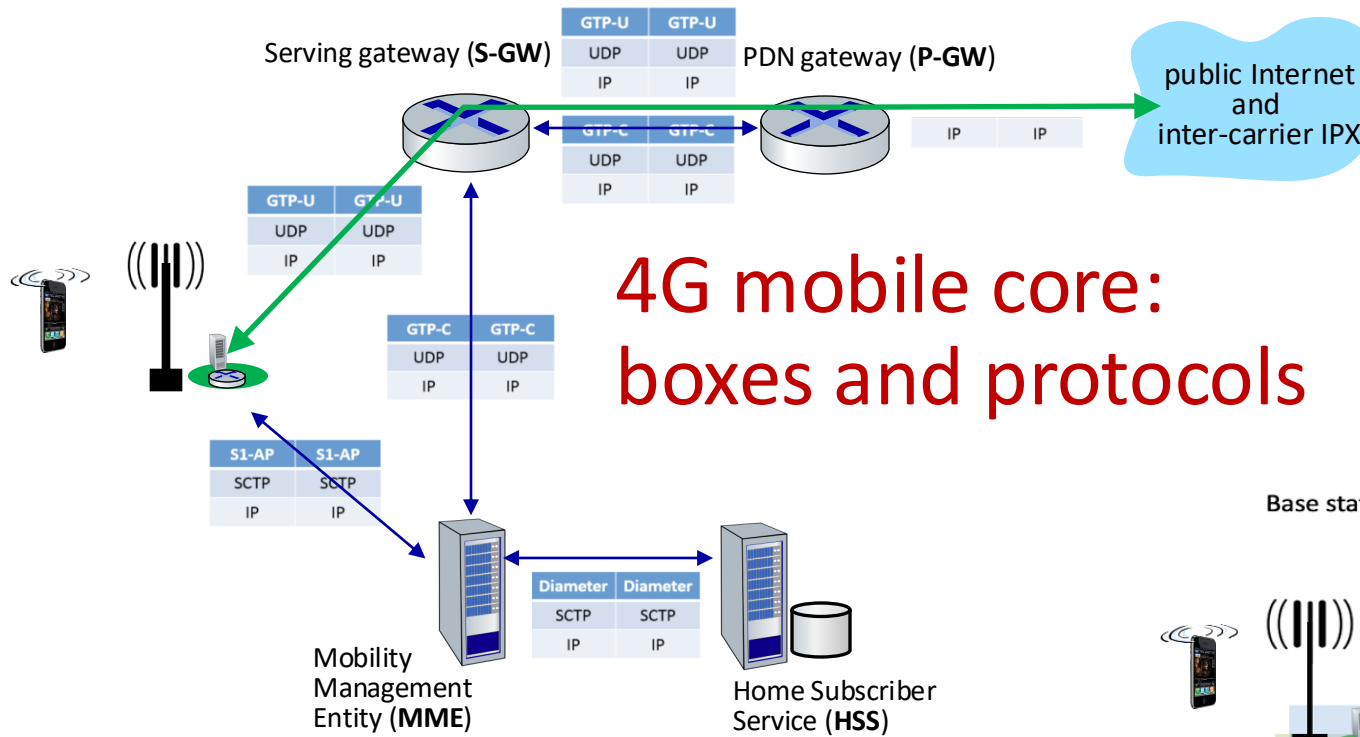 GTP-U GTP-U
UDP UDP
IP IP
Serving gateway (S-GW)
PDN gateway (P-GW)
public Internet
and
inter-carrier IPX
GTP-C GTP-C
UDP UDP
IP IP
IP IP
GTP-U GTP-U
UDP UDP
IP IP
4G mobile core:
boxes and protocols
GTP-C GTP-C
UDP UDP
IP IP
S1-AP S1-AP
SCTP SCTP
IP IP
Base stat
Diameter Diameter
SCTP SCTP
IP IP
Mobility
Management
Entity (MME)
Home Subscriber
Service (HSS)